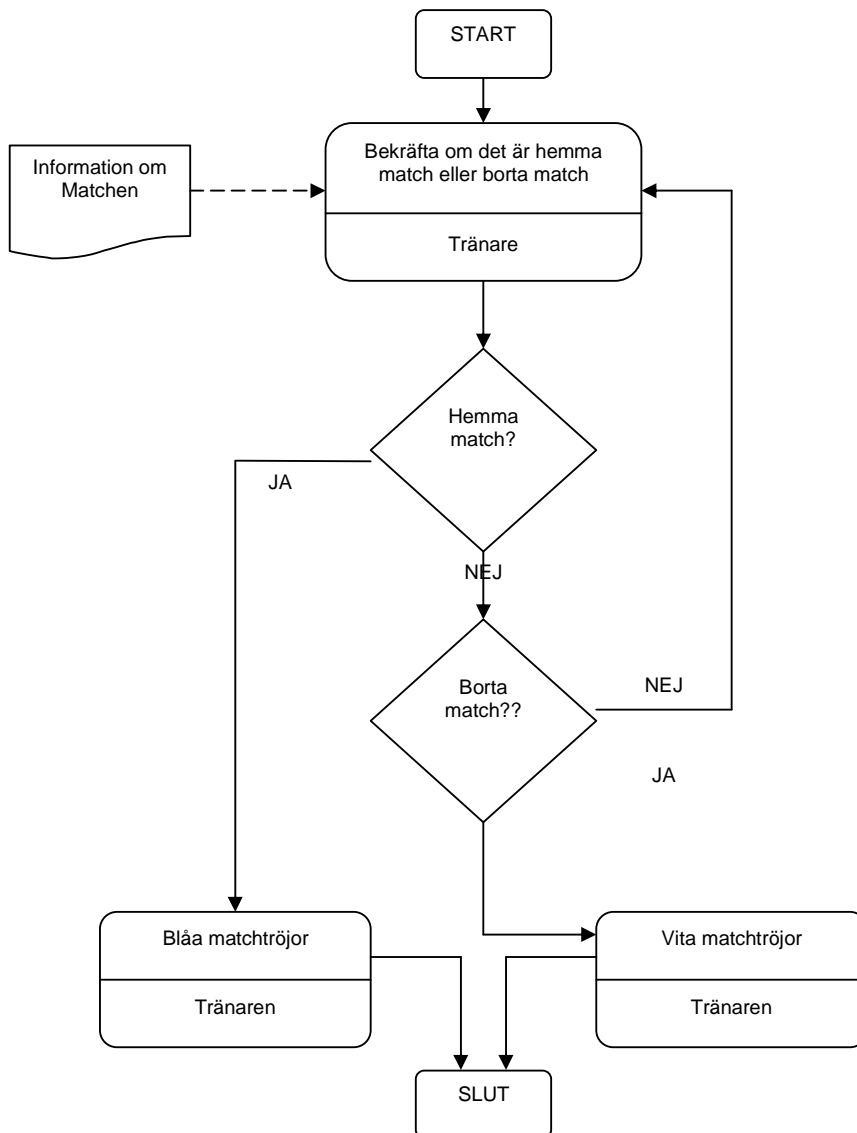 START
Bekräfta om det är hemma
match eller borta match
Tränare
Information om
Matchen
Hemma
match?
JA
NEJ
Borta
match??
NEJ
JA
Blåa matchtröjor
Tränaren
Vita matchtröjor
Tränaren
SLUT